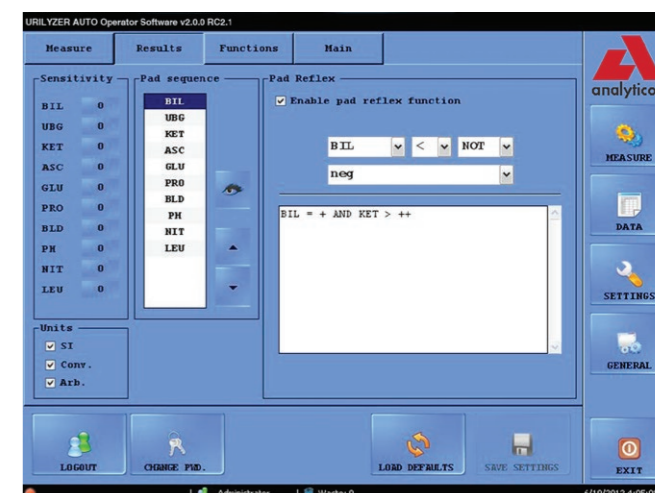 URILYZER AUTO Operator Software v2.0.0 RC2.1
Measure Results Functions Main
analytico
Sensitivity
BIL 0
UBG 0
KET 0
ASC 0
GLU 0
PRO 0
BLD 0
PH 0
NIT 0
LEU 0
Pad sequence
BIL
UBG
KET
ASC
GLU
PRO
BLD
PH
NIT
LEU
Pad Reflex
Enable pad reflex function
BIL < NOT
neg
BIL = + AND KET > ++
Units
SI
Conv.
Arb.
MEASURE
DATA
SETTINGS
GENERAL
EXIT
LOGOUT
CHANGE PWD.
LOAD DEFAULTS
SAVE SETTINGS